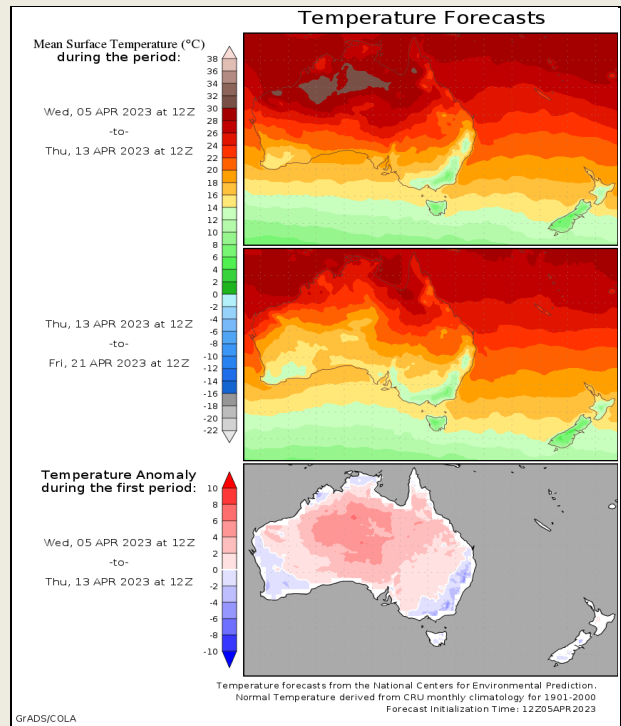 Temperature Forecasts
Mean Surface Temperature (°C)
during the period:
38
36
34
32
30
28
26
24
22
20
18
16
14
12
10
8
6
4
2
0
-2
-4
-6
-8
-10
-12
-14
-16
-18
-20
-22
Wed, 05 APR 2023 at 12Z
-to-
Thu, 13 APR 2023 at 12Z
Thu, 13 APR 2023 at 12Z
-to-
Fri, 21 APR 2023 at 12Z
Temperature Anomaly
during the first period:
10
8
6
4
2
0
-2
-4
-6
-8
-10
Wed, 05 APR 2023 at 12Z
-to-
Thu, 13 APR 2023 at 12Z
Temperature forecasts from the National Centers for Environmental Prediction.
Normal Temperature derived from CRU monthly climatology for 1901-2000
Forecast Initialization Time: 12Z05APR2023
GrADS/COLA